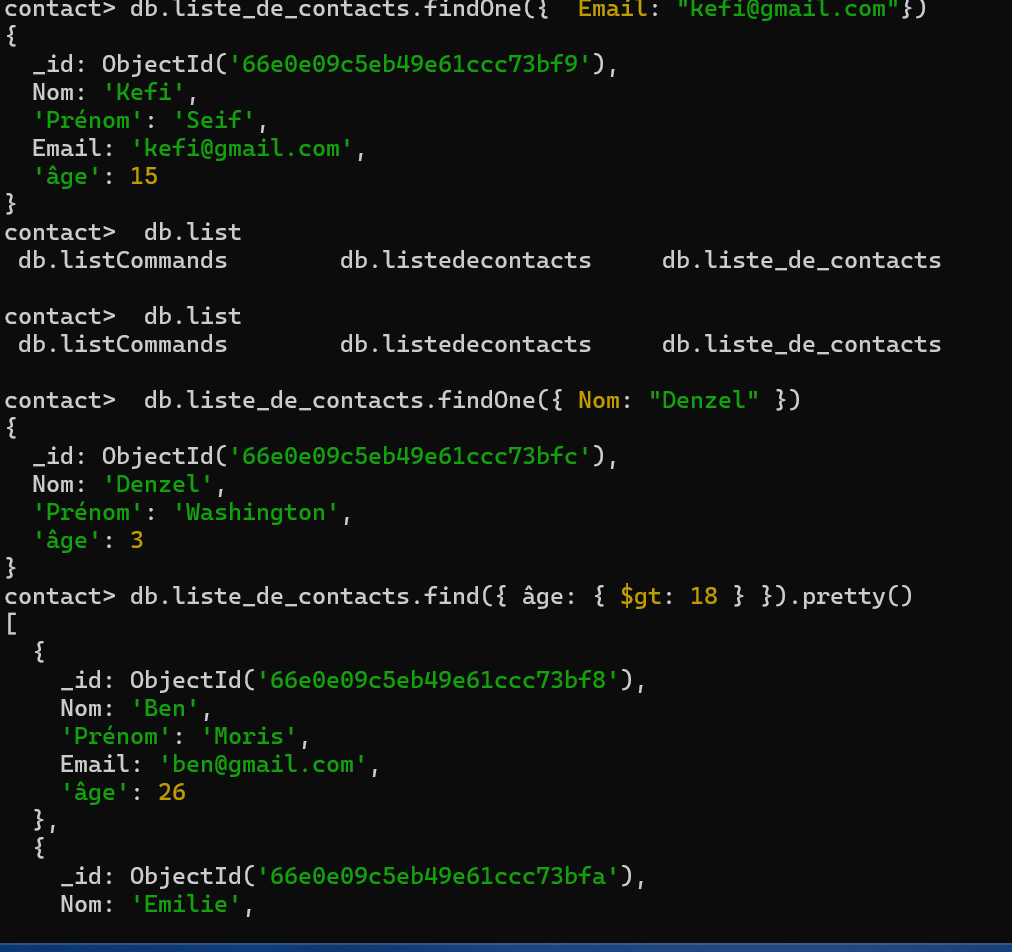 contact> db.liste_de_contacts.findOne({  Email: "kefi@gmail.com"})
{
  _id: ObjectId('66e0e09c5eb49e61ccc73bf9'),
  Nom: 'Kefi',
  'Prénom': 'Seif',
  Email: 'kefi@gmail.com',
  'âge': 15
}
contact>  db.list
 db.listCommands        db.listedecontacts     db.liste_de_contacts
contact>  db.list
 db.listCommands        db.listedecontacts     db.liste_de_contacts
contact>  db.liste_de_contacts.findOne({ Nom: "Denzel" })
{
  _id: ObjectId('66e0e09c5eb49e61ccc73bfc'),
  Nom: 'Denzel',
  'Prénom': 'Washington',
  'âge': 3
}
contact> db.liste_de_contacts.find({ âge: { $gt: 18 } }).pretty()
[
  {
    _id: ObjectId('66e0e09c5eb49e61ccc73bf8'),
    Nom: 'Ben',
    'Prénom': 'Moris',
    Email: 'ben@gmail.com',
    'âge': 26
  },
  {
    _id: ObjectId('66e0e09c5eb49e61ccc73bfa'),
    Nom: 'Emilie',